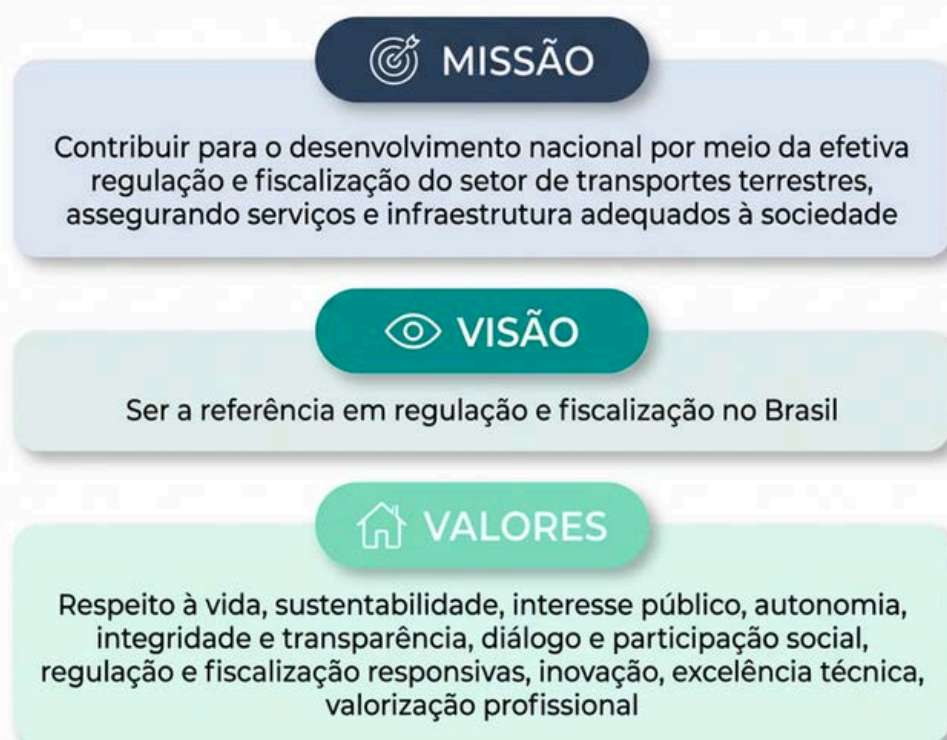 MISSÃO
Contribuir para o desenvolvimento nacional por meio da efetiva
regulação e fiscalização do setor de transportes terrestres,
assegurando serviços e infraestrutura adequados à sociedade
VISÃO
Ser a referência em regulação e fiscalização no Brasil
VALORES
Respeito à vida, sustentabilidade, interesse público, autonomia,
integridade e transparência, diálogo e participação social,
regulação e fiscalização responsivas, inovação, excelência técnica,
valorização profissional